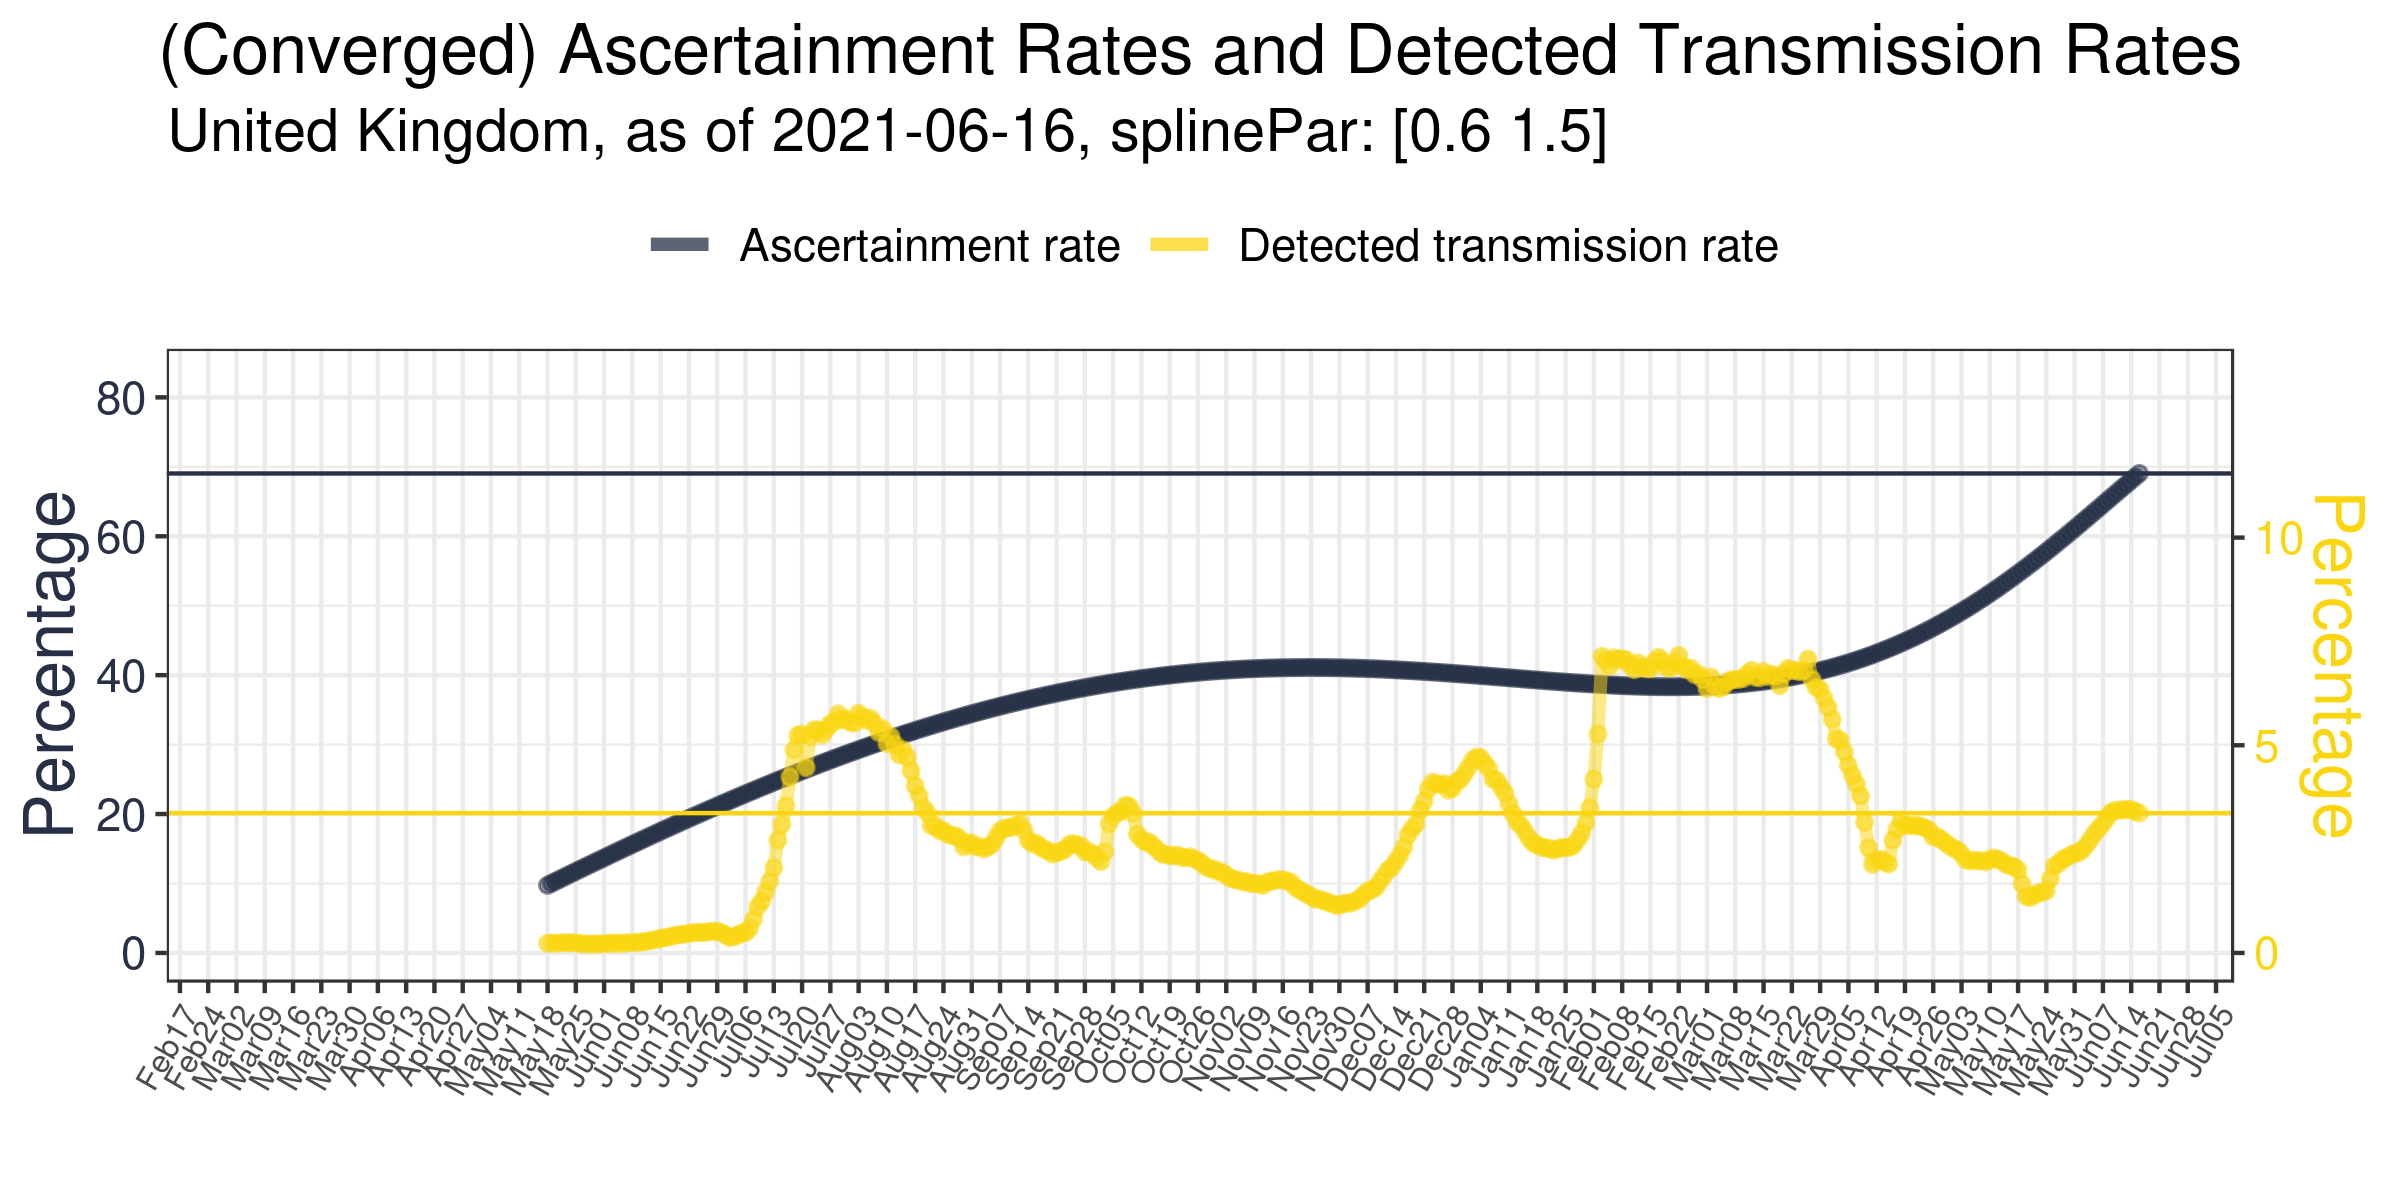 (Converged) Ascertainment Rates and Detected Transmission Rates
United Kingdom, as of 2021-06-16, splinePar: [0.6 1.5]
Ascertainment rate
Detected transmission rate
Percentage
80
60
40
20
0
10
5
0
Percentage
Feb17
Feb24
Mar02
Mar09
Mar16
Mar23
Mar30
Apr06
Apr13
Apr20
Apr27
May04
May11
May18
May25
Jun01
Jun08
Jun15
Jun22
Jun29
Jul06
Jul13
Jul20
Jul27
Aug03
Aug10
Aug17
Aug24
Aug31
Sep07
Sep14
Sep21
Sep28
Oct05
Oct12
Oct19
Oct26
Nov02
Nov09
Nov16
Nov23
Nov30
Dec07
Dec14
Dec21
Dec28
Jan04
Jan11
Jan18
Jan25
Feb01
Feb08
Feb15
Feb22
Mar01
Mar08
Mar15
Mar22
Mar29
Apr05
Apr12
Apr19
Apr26
May03
May10
May17
May24
May31
Jun07
Jun14
Jun21
Jun28
Jul05